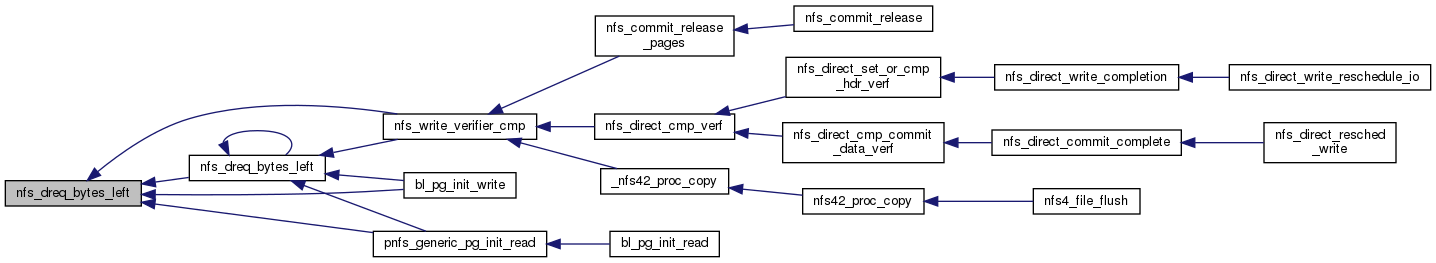 nfs_commit_release
_pages
nfs_commit_release
nfs_direct_set_or_cmp
_hdr_verf
nfs_direct_write_completion
nfs_direct_write_reschedule_io
nfs_write_verifier_cmp
nfs_direct_cmp_verf
nfs_direct_cmp_commit
_data_verf
nfs_direct_commit_complete
nfs_direct_resched
_write
nfs_dreq_bytes_left
nfs_dreq_bytes_left
bl_pg_init_write
_nfs42_proc_copy
nfs42_proc_copy
nfs4_file_flush
pnfs_generic_pg_init_read
bl_pg_init_read